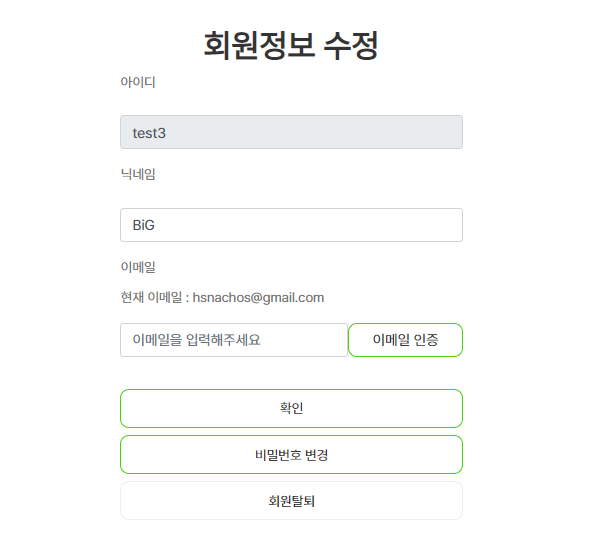 회원정보 수정
아이디
test3
닉네임
BiG
이메일
현재 이메일 : hsnachos@gmail.com
이메일을 입력해주세요 이메일 인증
확인
비밀번호 변경
회원탈퇴